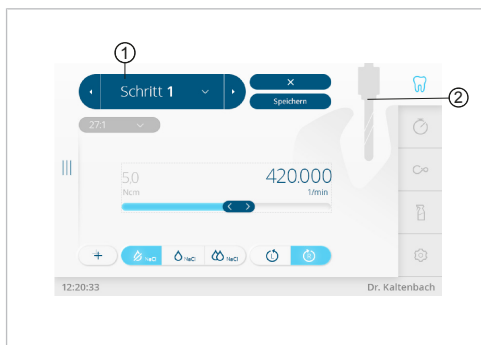 1
Schritt 1
×
Speichern
2
27:1
5,0
Ncm
420.000
1/min
+
NaCl
NaCl
NaCl
L
R
12:20:33
Dr. Kaltenbach